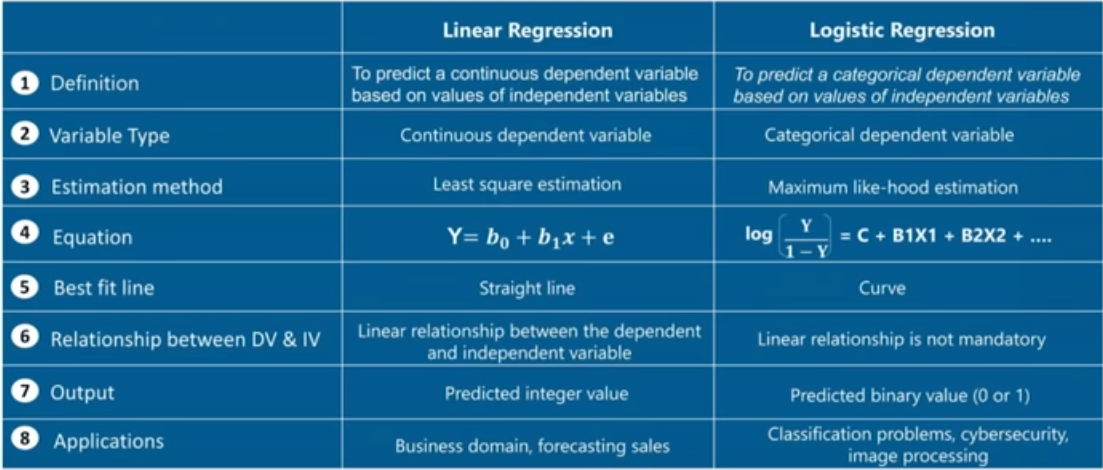 Linear Regression Logistic Regression
1 Definition
To predict a continuous dependent variable
based on values of independent variables
To predict a categorical dependent variable
based on values of independent variables
2 Variable Type
Continuous dependent variable
Categorical dependent variable
3 Estimation method
Least square estimation
Maximum like-hood estimation
4 Equation
Y= b₀ + b₁x + e
log (Y / 1 − Y) = C + B1X1 + B2X2 + ....
5 Best fit line
Straight line
Curve
6 Relationship between DV & IV
Linear relationship between the dependent
and independent variable
Linear relationship is not mandatory
7 Output
Predicted integer value
Predicted binary value (0 or 1)
8 Applications
Business domain, forecasting sales
Classification problems, cybersecurity,
image processing